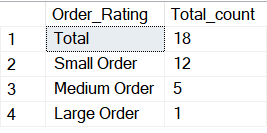 Order_Rating Total_count
1 Total 18
2 Small Order 12
3 Medium Order 5
4 Large Order 1